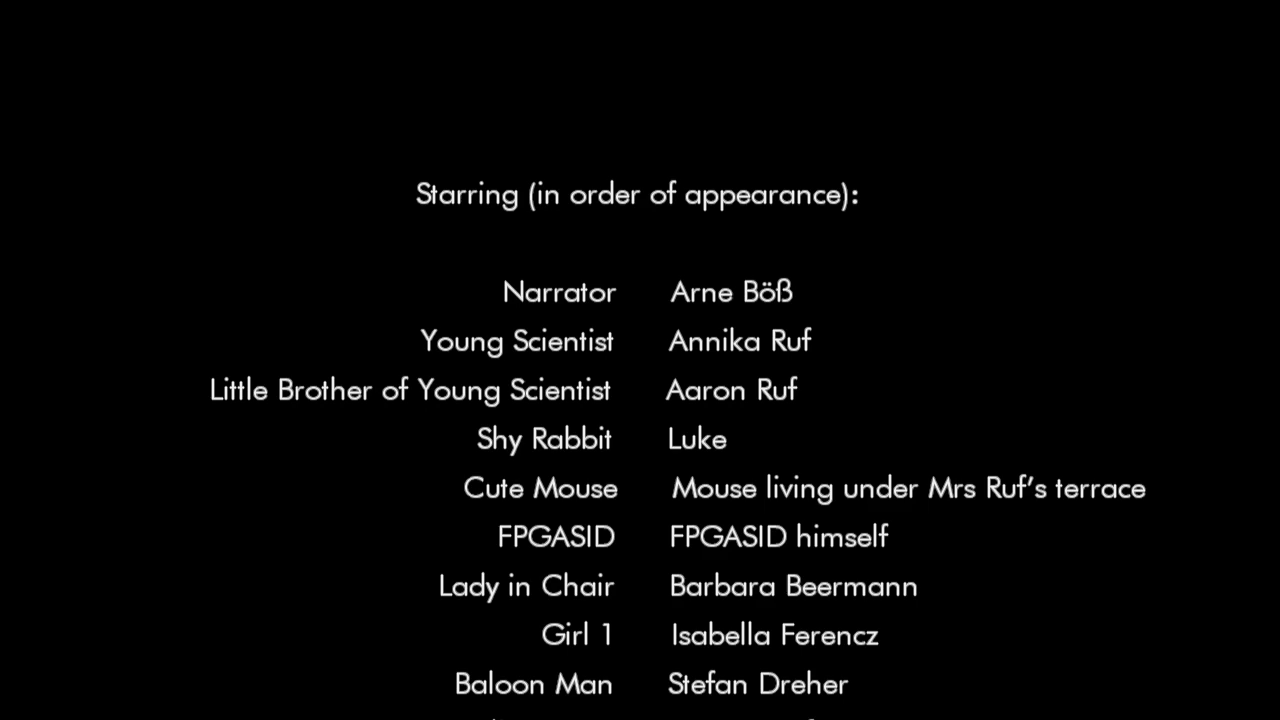 Starring (in order of appearance):
Narrator Arne Böß
Young Scientist Annika Ruf
Little Brother of Young Scientist Aaron Ruf
Shy Rabbit Luke
Cute Mouse Mouse living under Mrs Ruf's terrace
FPGASID FPGASID himself
Lady in Chair Barbara Beermann
Girl 1 Isabella Ferencz
Baloon Man Stefan Dreher